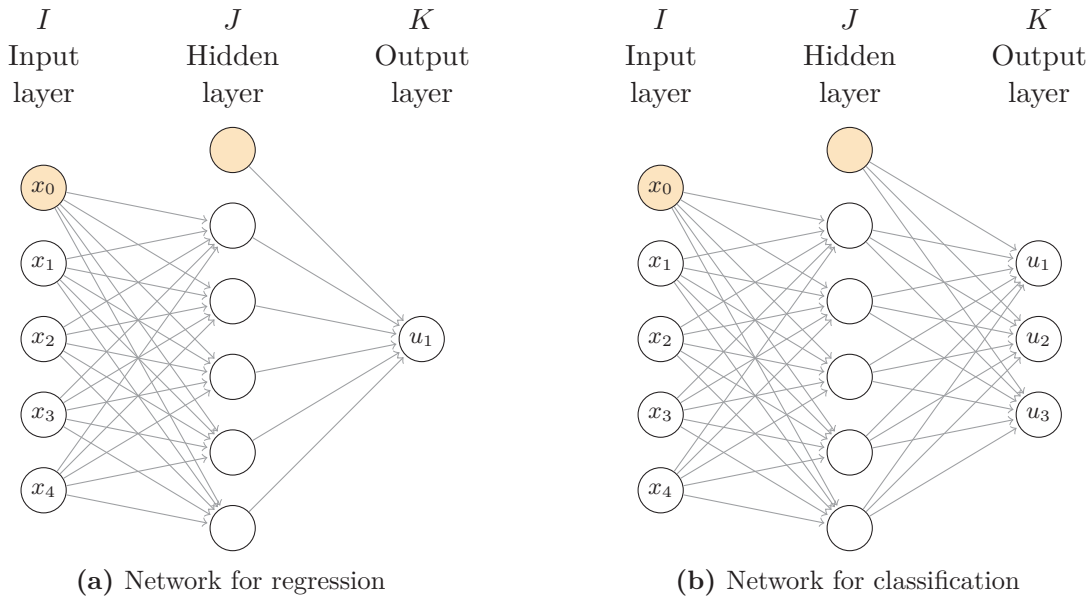 I
Input
layer
J
Hidden
layer
K
Output
layer
x₀
x₁
x₂
x₃
x₄
u₁
(a) Network for regression
I
Input
layer
J
Hidden
layer
K
Output
layer
x₀
x₁
x₂
x₃
x₄
u₁
u₂
u₃
(b) Network for classification